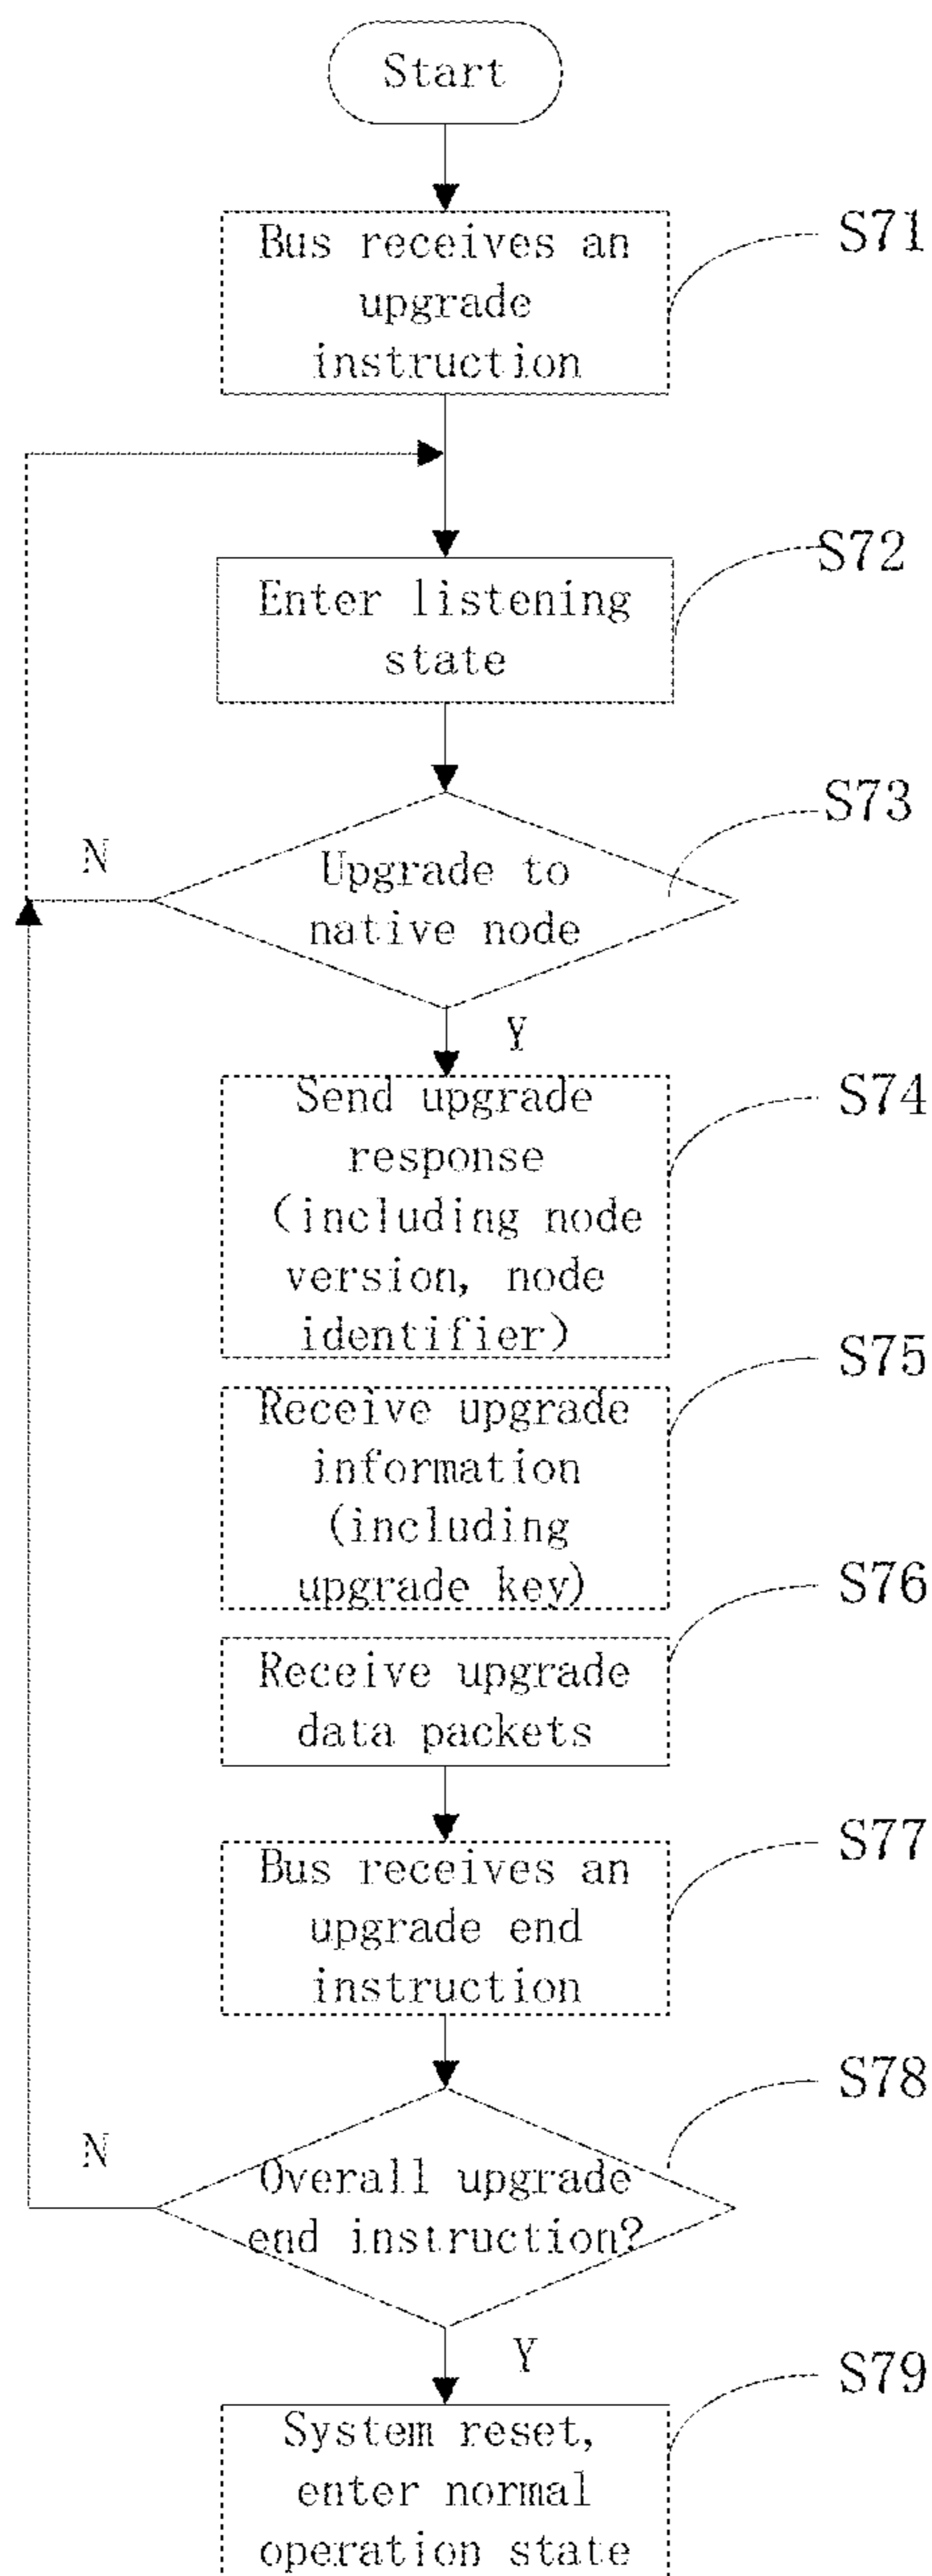 Start
Bus receives an
upgrade
instruction
S71
Enter listening
state
S72
Upgrade to
native node
S73
N
Y
Send upgrade
response
(including node
version, node
identifier)
S74
Receive upgrade
information
(including
upgrade key)
S75
Receive upgrade
data packets
S76
Bus receives an
upgrade end
instruction
S77
Overall upgrade
end instruction?
S78
N
Y
System reset,
enter normal
operation state
S79